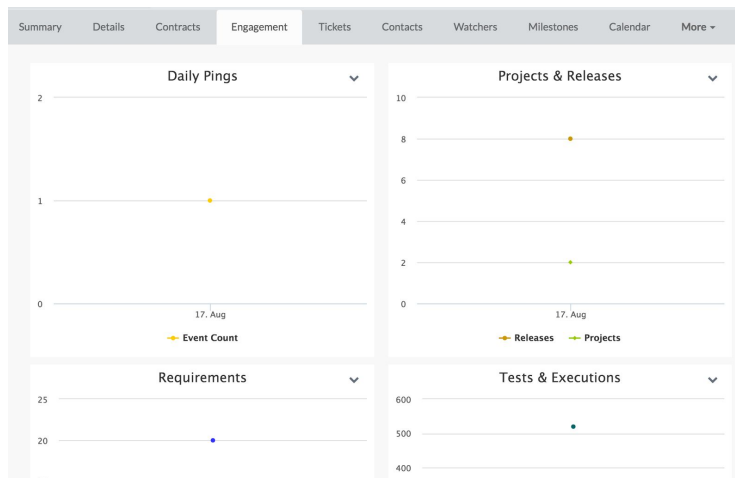 Summary Details Contracts Engagement Tickets Contacts Watchers Milestones Calendar More
Daily Pings
2
1
0
17. Aug
Event Count
Projects & Releases
10
8
6
4
2
0
17. Aug
Releases Projects
Requirements
25
20
Tests & Executions
600
500
400